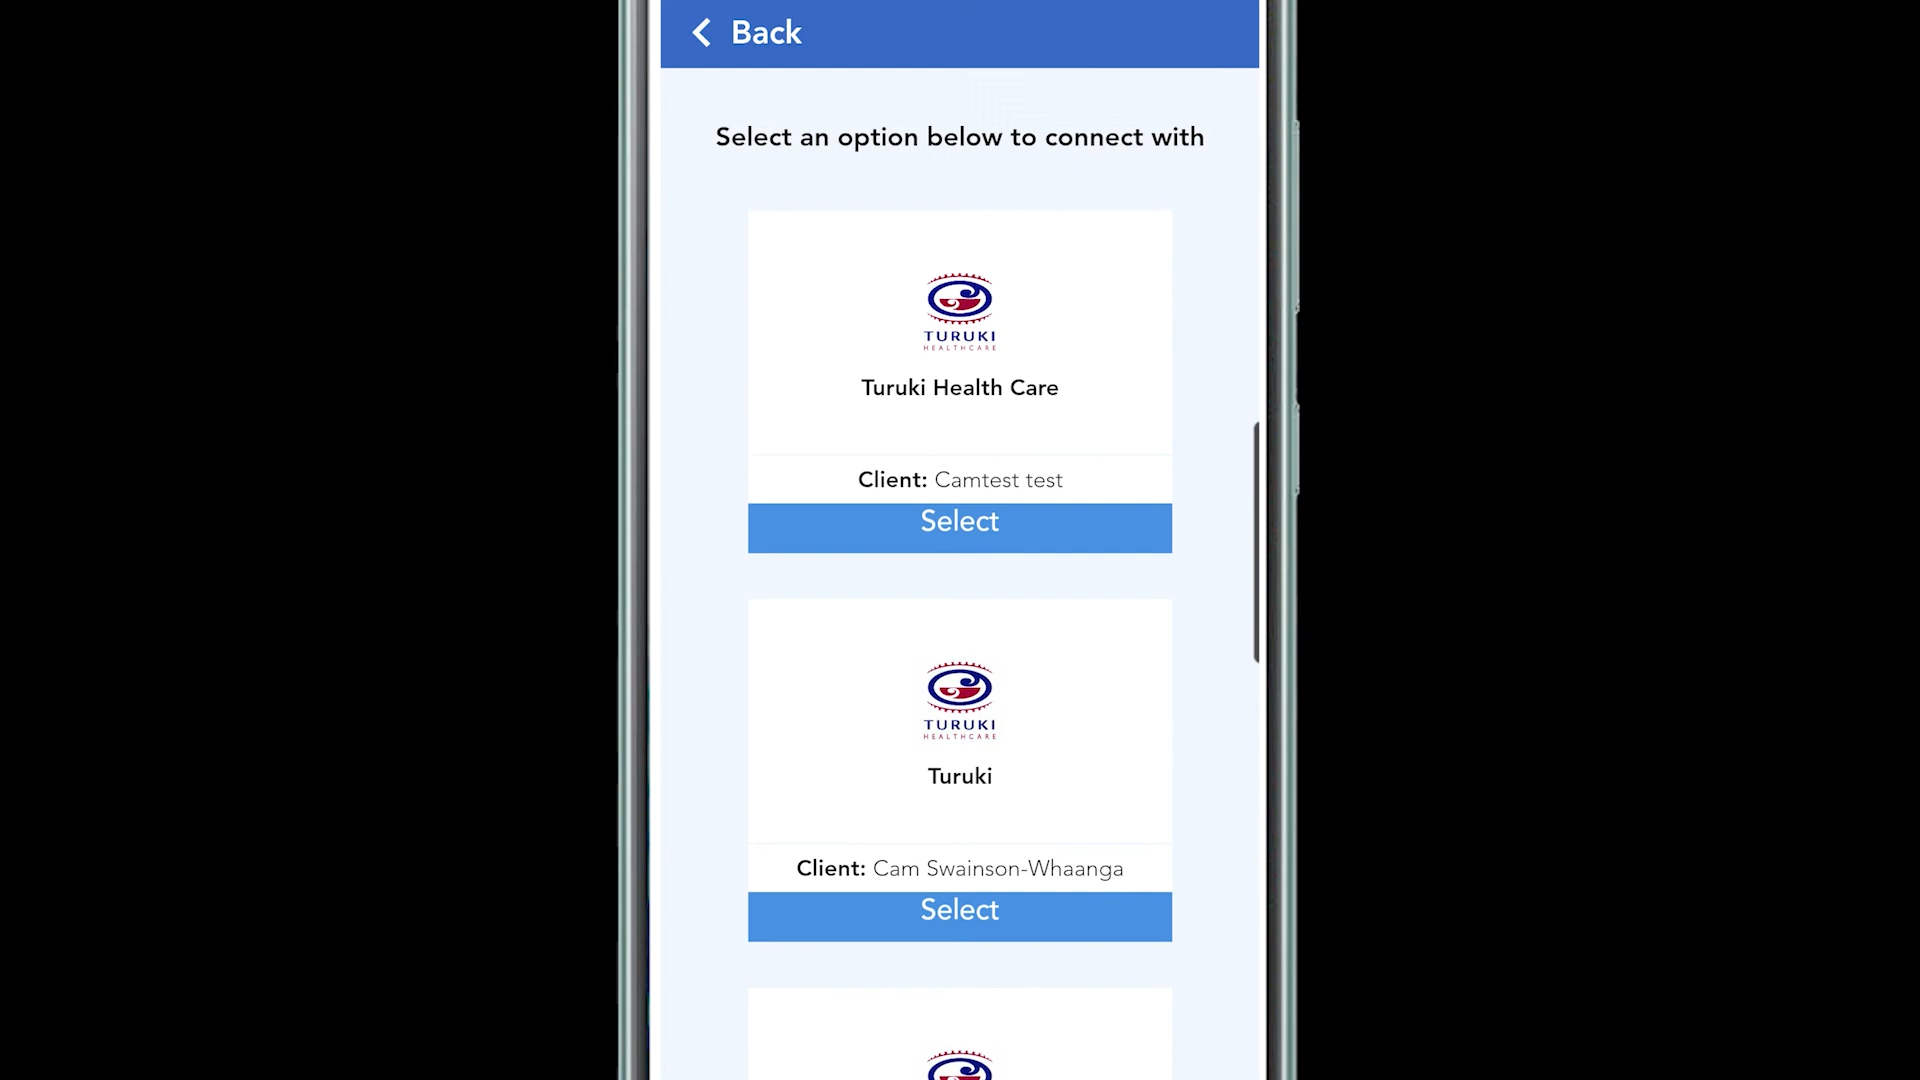 Back
Select an option below to connect with
TURUKI
HEALTHCARE
Turuki Health Care
Client: Camtest test
Select
TURUKI
HEALTHCARE
Turuki
Client: Cam Swainson-Whaanga
Select